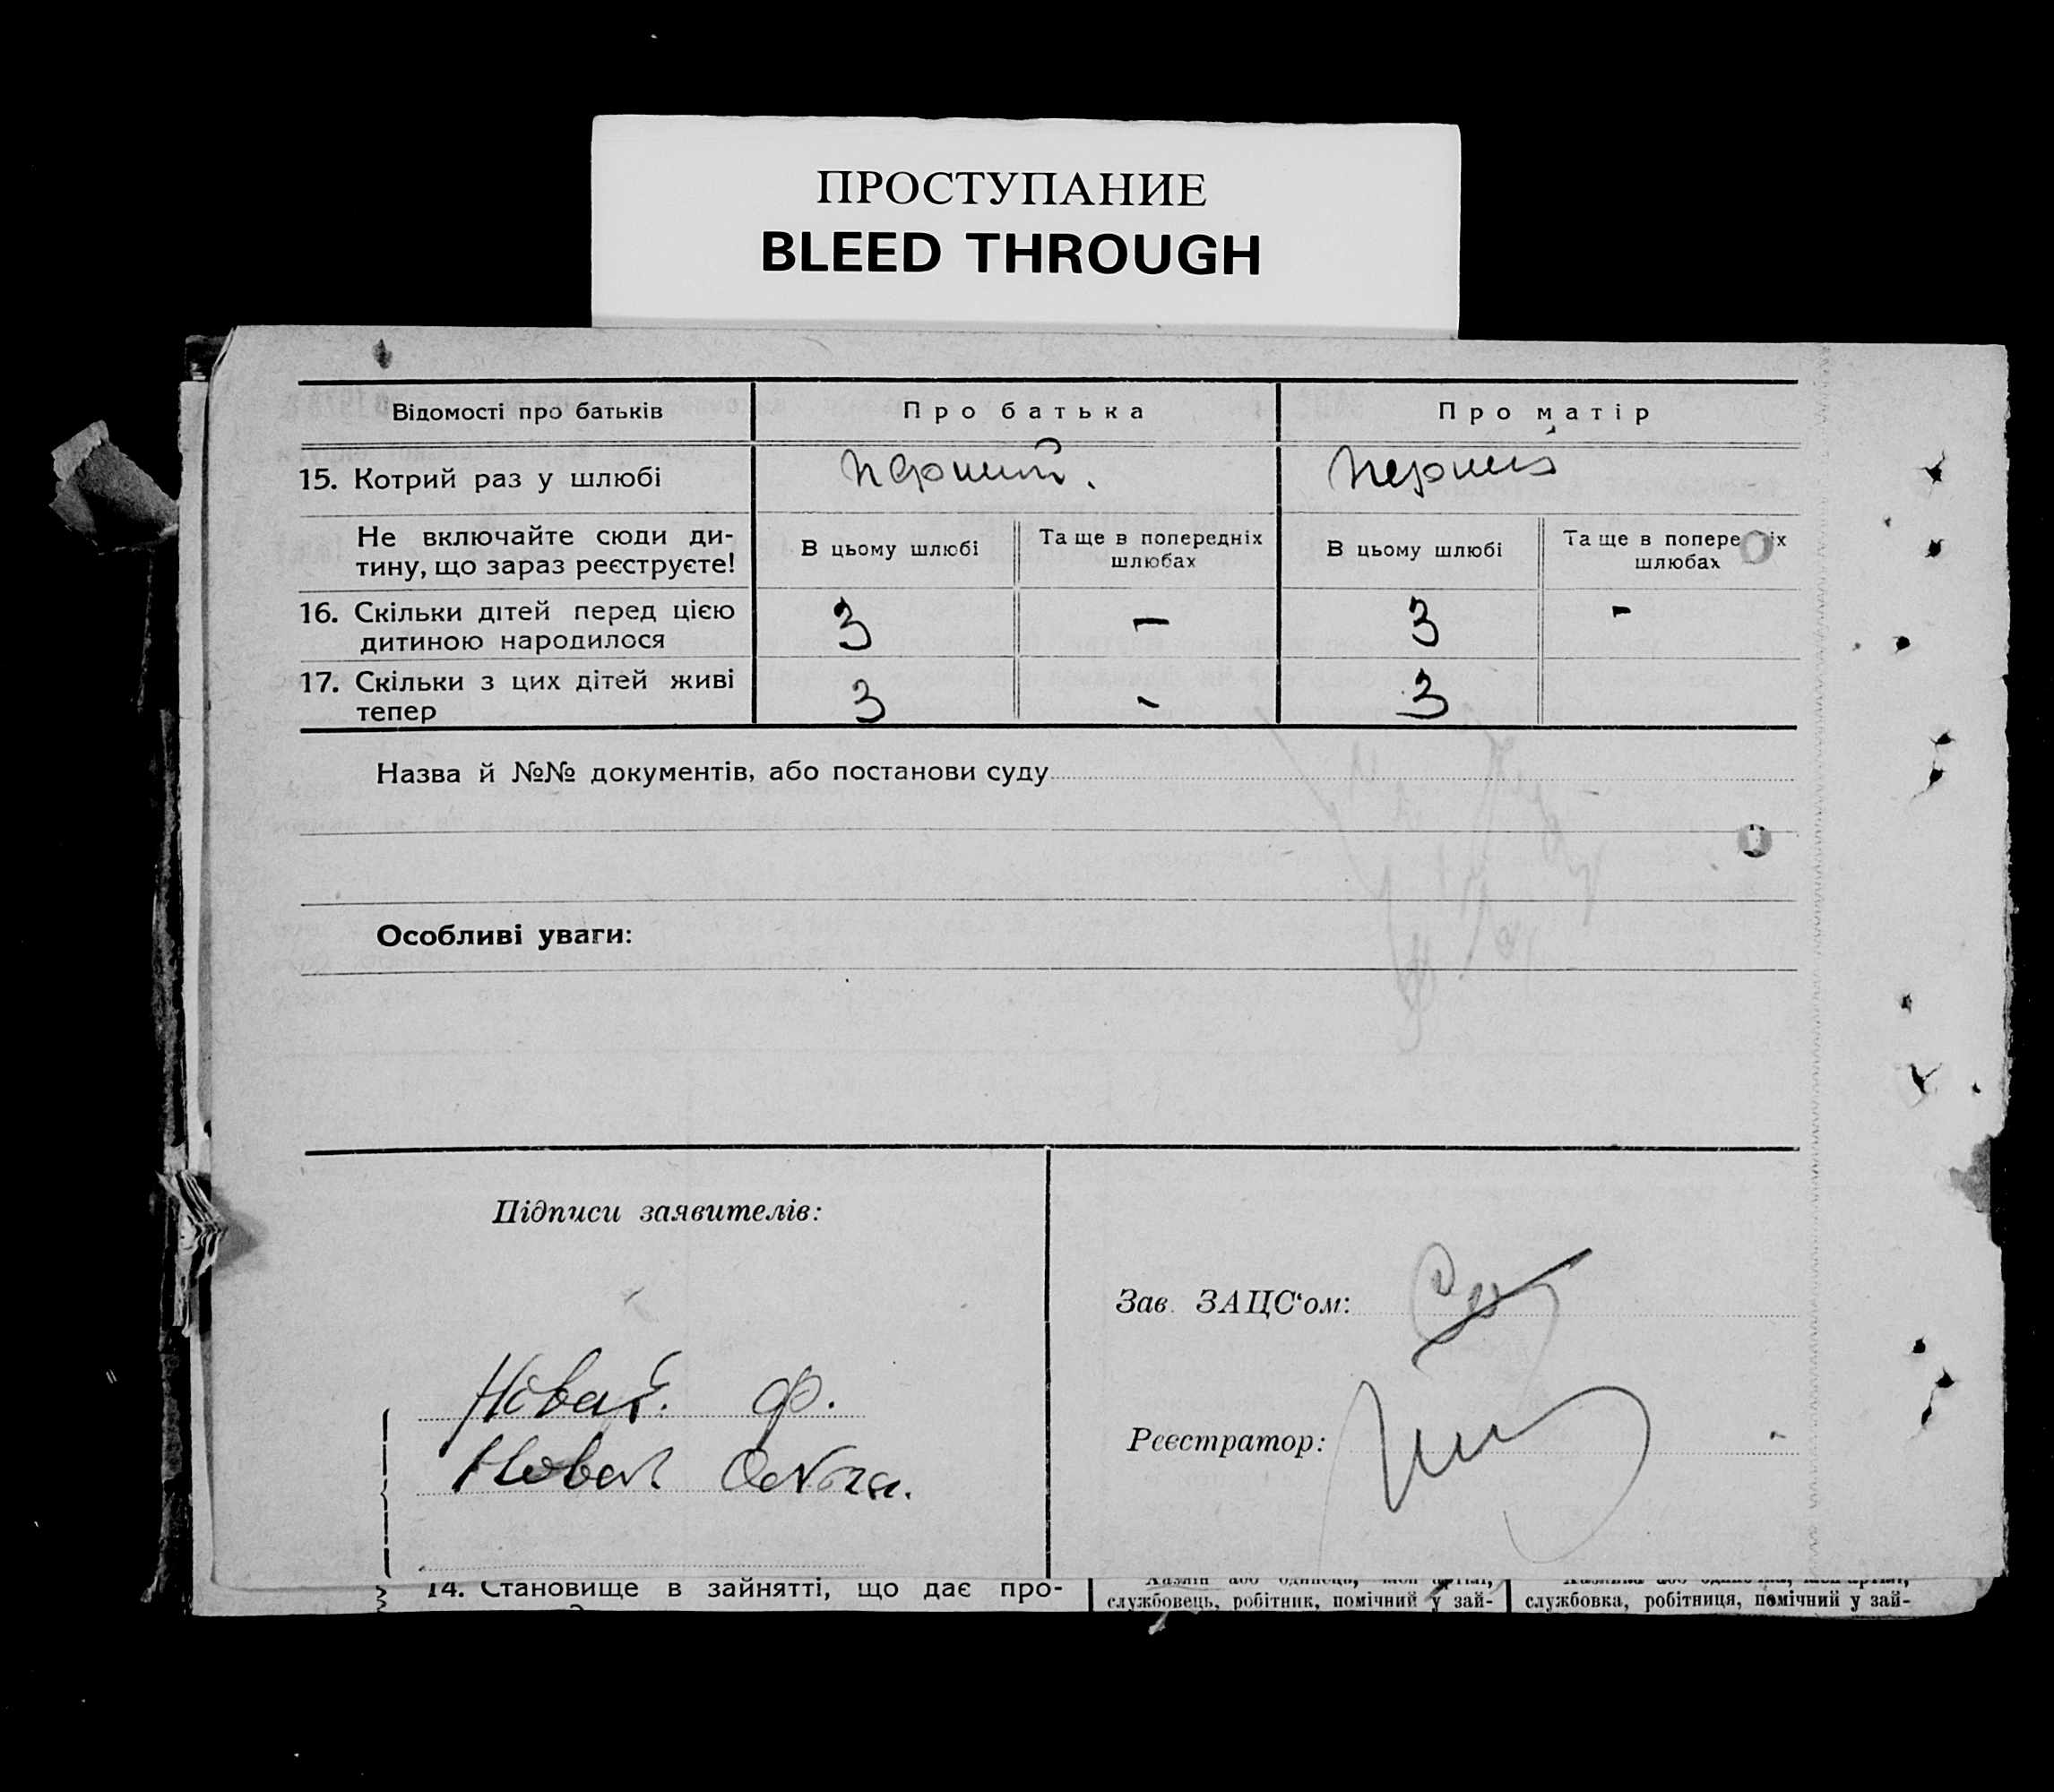 ПРОСТУПАНИЕ
BLEED THROUGH
Відомості про батьків
Про батька
Про матір
15. Котрий раз у шлюбі
перший.
перший
Не включайте сюди ди-
тину, що зараз реєструєте!
В цьому шлюбі
Та ще в попередніх
шлюбах
В цьому шлюбі
Та ще в попере іх
шлюбах
16. Скільки дітей перед цією
дитиною народилося
3
-
3
-
17. Скільки з цих дітей живі
тепер
3
-
3
Назва й №№ документів, або постанови суду
Особливі уваги:
Підписи заявителів:
Зав. ЗАЦС‘ом:
Ф.
Реєстратор:
14. Становище в зайнятті, що дає про-
службовець, робітник, помічний у зай-
службовка, робітниця, помічний у зай-